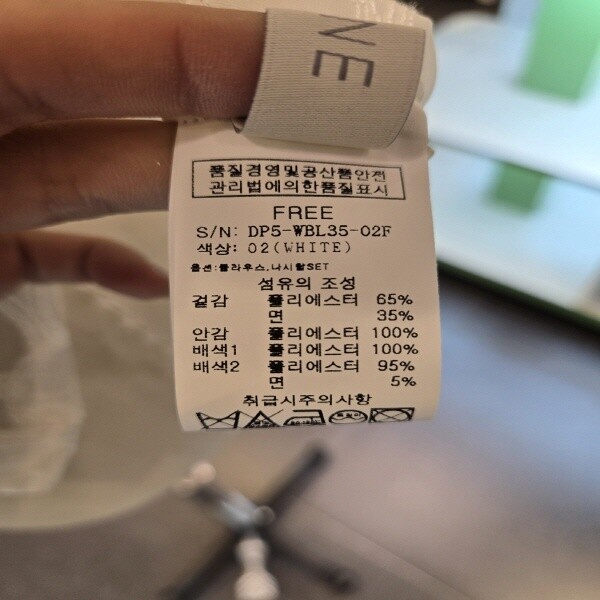 NE
품질경영및공산품안전
관리법에의한품질표시
FREE
S/N: DP5-WBL35-02F
색상: 02(WHITE)
옵션:블라우스,나시할SET
섬유의 조성
겉감 폴리에스터 65%
면 35%
안감 폴리에스터 100%
배색1 폴리에스터 100%
배색2 폴리에스터 95%
면 5%
취급시주의사항